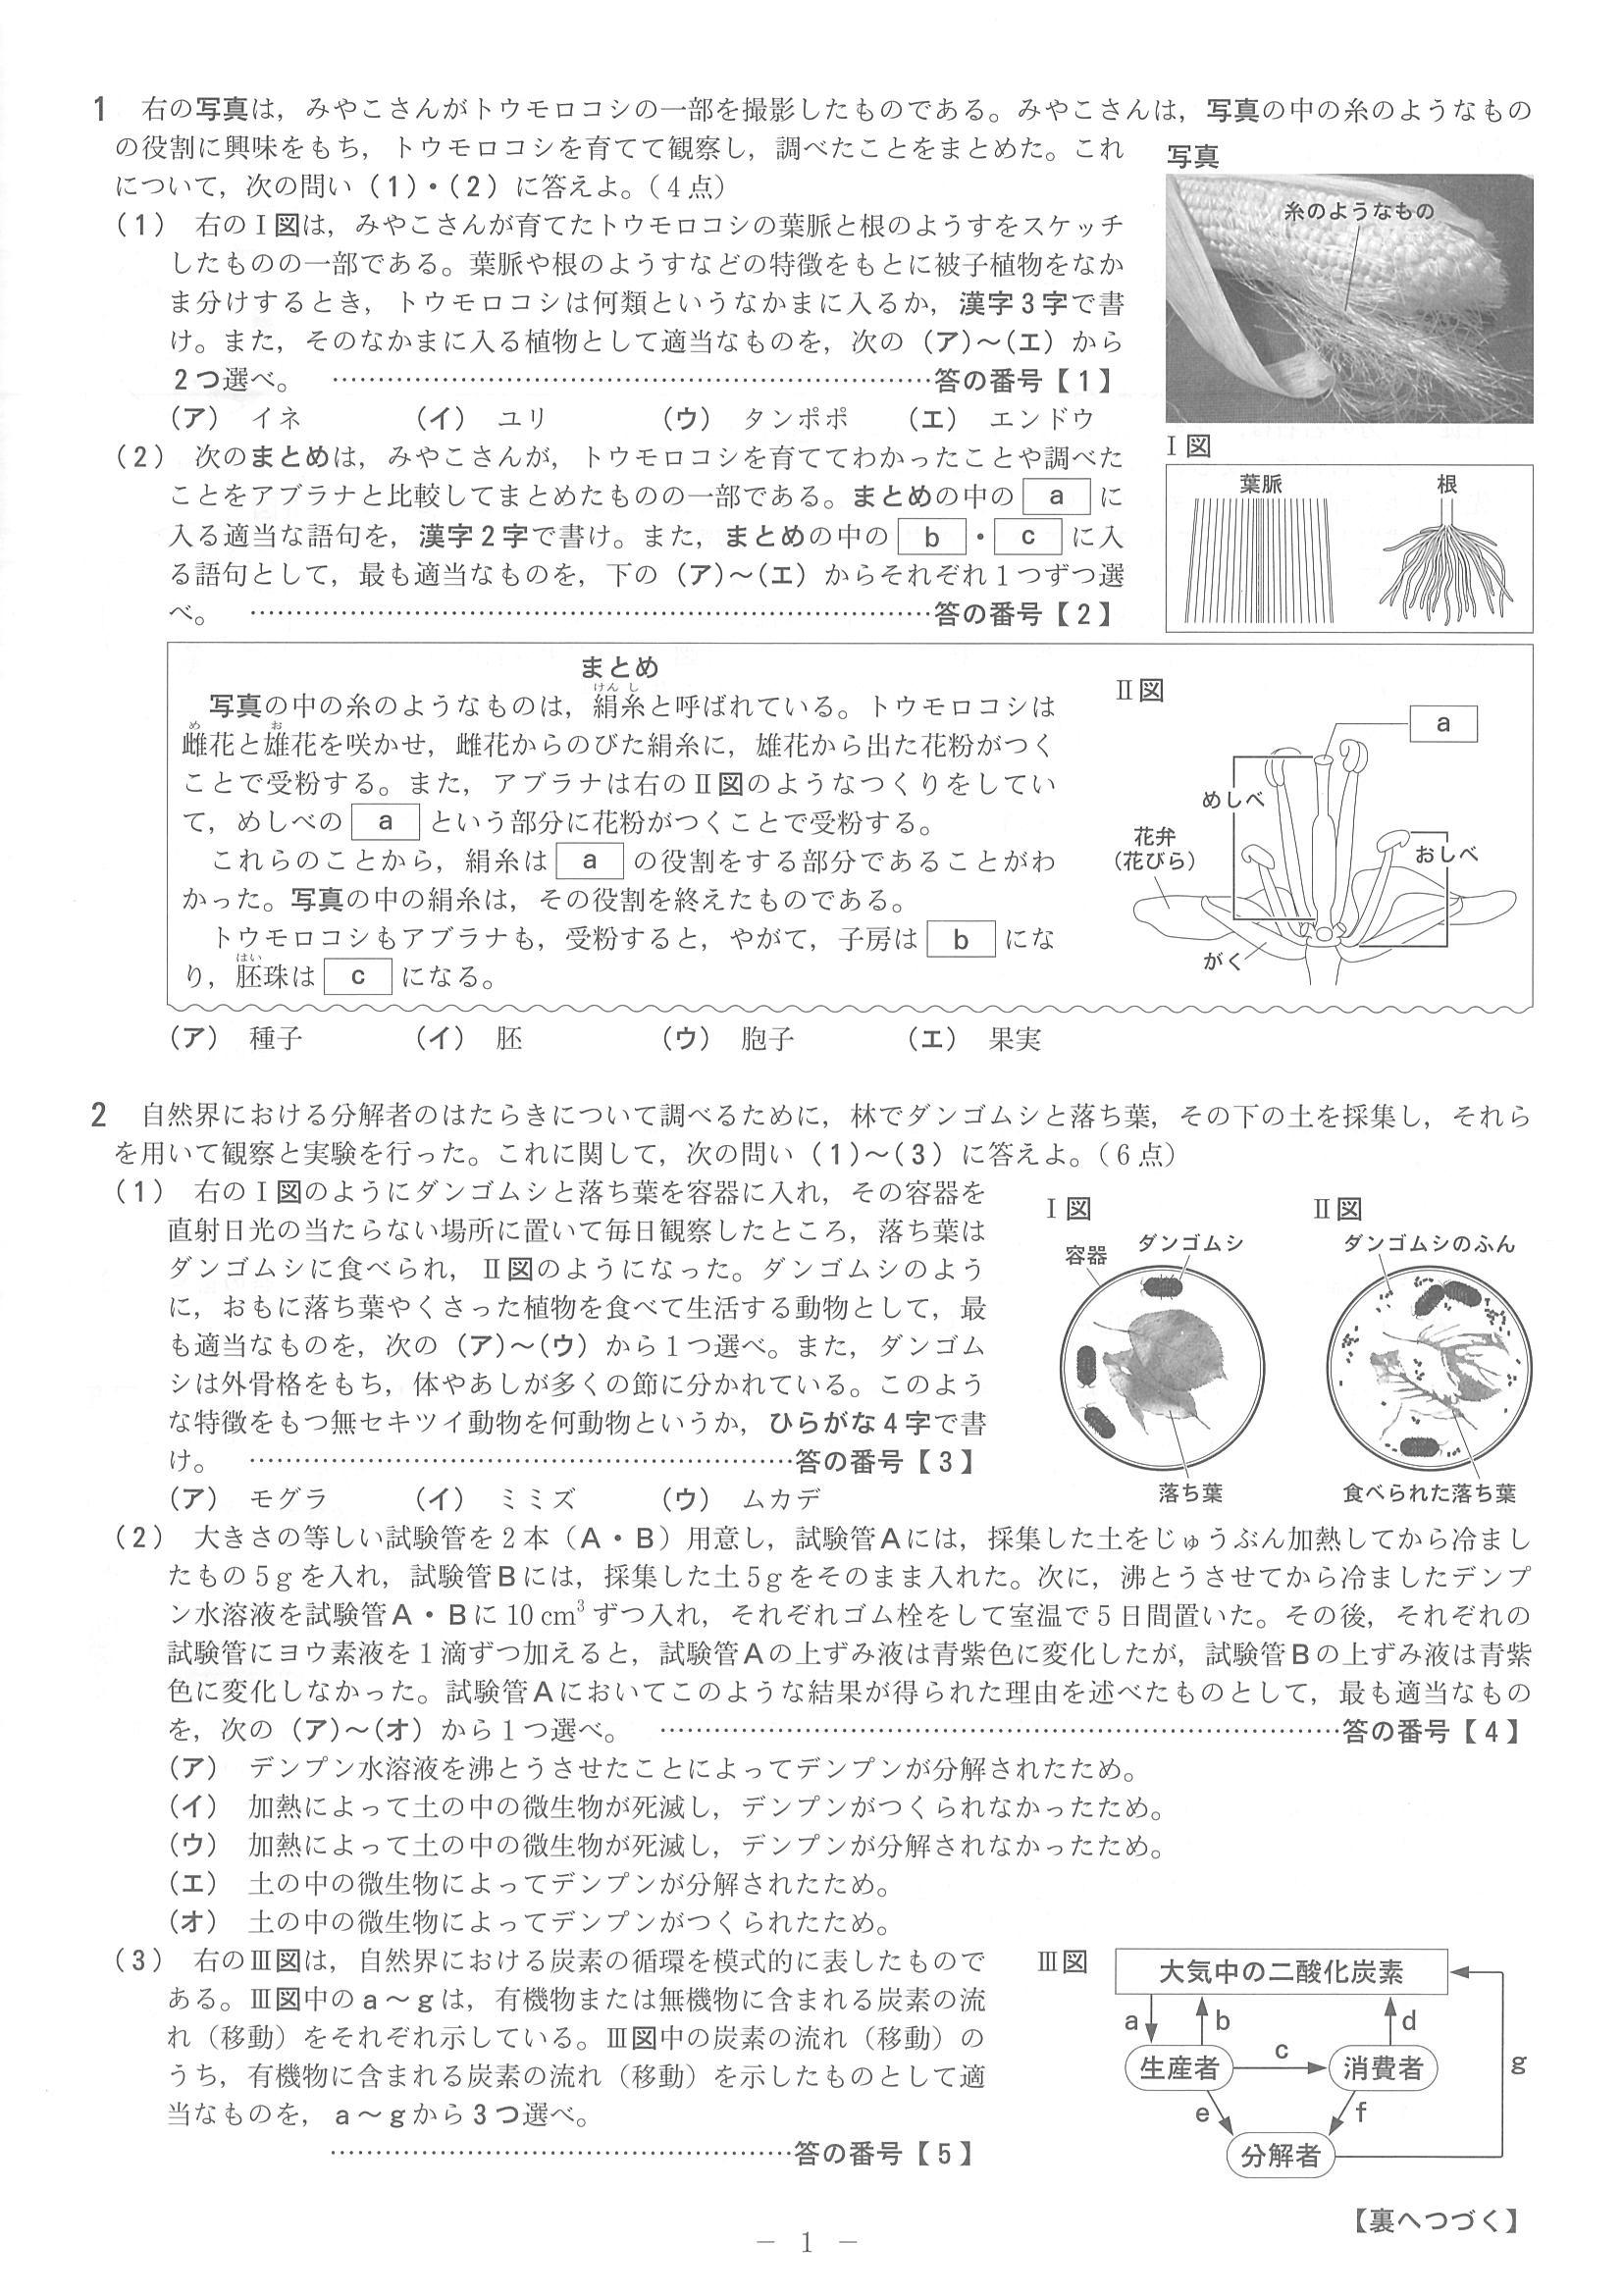 1 右の写真は，みやこさんがトウモロコシの一部を撮影したものである。みやこさんは，写真の中の糸のようなもの
の役割に興味をもち，トウモロコシを育てて観察し，調べたことをまとめた。これ
について，次の問い（1）・（2）に答えよ。（4点）
写真
糸のようなもの
（1） 右のⅠ図は，みやこさんが育てたトウモロコシの葉脈と根のようすをスケッチ
したものの一部である。葉脈や根のようすなどの特徴をもとに被子植物をなか
ま分けするとき，トウモロコシは何類というなかまに入るか，漢字3字で書
け。また，そのなかまに入る植物として適当なものを，次の（ア）～（エ）から
2つ選べ。 ……………………………………………………答の番号【1】
（ア） イネ （イ） ユリ （ウ） タンポポ （エ） エンドウ
Ⅰ図
葉脈 根
（2） 次のまとめは，みやこさんが，トウモロコシを育ててわかったことや調べた
ことをアブラナと比較してまとめたものの一部である。まとめの中の a に
入る適当な語句を，漢字2字で書け。また，まとめの中の b ・ c に入
る語句として，最も適当なものを，下の（ア）～（エ）からそれぞれ1つずつ選
べ。 ……………………………………………………………答の番号【2】
まとめ
けん し
写真の中の糸のようなものは，絹糸と呼ばれている。トウモロコシは
め お
雌花と雄花を咲かせ，雌花からのびた絹糸に，雄花から出た花粉がつく
ことで受粉する。また，アブラナは右のⅡ図のようなつくりをしてい
て，めしべの a という部分に花粉がつくことで受粉する。
これらのことから，絹糸は a の役割をする部分であることがわ
かった。写真の中の絹糸は，その役割を終えたものである。
トウモロコシもアブラナも，受粉すると，やがて，子房は b にな
はい
り，胚珠は c になる。
Ⅱ図
a
めしべ
花弁
（花びら）
おしべ
がく
（ア） 種子 （イ） 胚 （ウ） 胞子 （エ） 果実
2 自然界における分解者のはたらきについて調べるために，林でダンゴムシと落ち葉，その下の土を採集し，それら
を用いて観察と実験を行った。これに関して，次の問い（1）～（3）に答えよ。（6点）
（1） 右のⅠ図のようにダンゴムシと落ち葉を容器に入れ，その容器を
直射日光の当たらない場所に置いて毎日観察したところ，落ち葉は
ダンゴムシに食べられ，Ⅱ図のようになった。ダンゴムシのよう
に，おもに落ち葉やくさった植物を食べて生活する動物として，最
も適当なものを，次の（ア）～（ウ）から1つ選べ。また，ダンゴム
シは外骨格をもち，体やあしが多くの節に分かれている。このよう
な特徴をもつ無セキツイ動物を何動物というか，ひらがな4字で書
け。 ………………………………………………答の番号【3】
（ア） モグラ （イ） ミミズ （ウ） ムカデ
Ⅰ図
容器
ダンゴムシ
落ち葉
Ⅱ図
ダンゴムシのふん
食べられた落ち葉
（2） 大きさの等しい試験管を2本（A・B）用意し，試験管Aには，採集した土をじゅうぶん加熱してから冷まし
たもの5gを入れ，試験管Bには，採集した土5gをそのまま入れた。次に，沸とうさせてから冷ましたデンプ
ン水溶液を試験管A・Bに10 cm³ずつ入れ，それぞれゴム栓をして室温で5日間置いた。その後，それぞれの
試験管にヨウ素液を1滴ずつ加えると，試験管Aの上ずみ液は青紫色に変化したが，試験管Bの上ずみ液は青紫
色に変化しなかった。試験管Aにおいてこのような結果が得られた理由を述べたものとして，最も適当なもの
を，次の（ア）～（オ）から1つ選べ。 ……………………………………………………………答の番号【4】
（ア） デンプン水溶液を沸とうさせたことによってデンプンが分解されたため。
（イ） 加熱によって土の中の微生物が死滅し，デンプンがつくられなかったため。
（ウ） 加熱によって土の中の微生物が死滅し，デンプンが分解されなかったため。
（エ） 土の中の微生物によってデンプンが分解されたため。
（オ） 土の中の微生物によってデンプンがつくられたため。
（3） 右のⅢ図は，自然界における炭素の循環を模式的に表したもので
ある。Ⅲ図中のa～gは，有機物または無機物に含まれる炭素の流
れ（移動）をそれぞれ示している。Ⅲ図中の炭素の流れ（移動）の
うち，有機物に含まれる炭素の流れ（移動）を示したものとして適
当なものを，a～gから3つ選べ。
…………………………………………答の番号【5】
Ⅲ図
大気中の二酸化炭素
a b d
生産者 c 消費者 g
e f
分解者
【裏へつづく】
－ 1 －